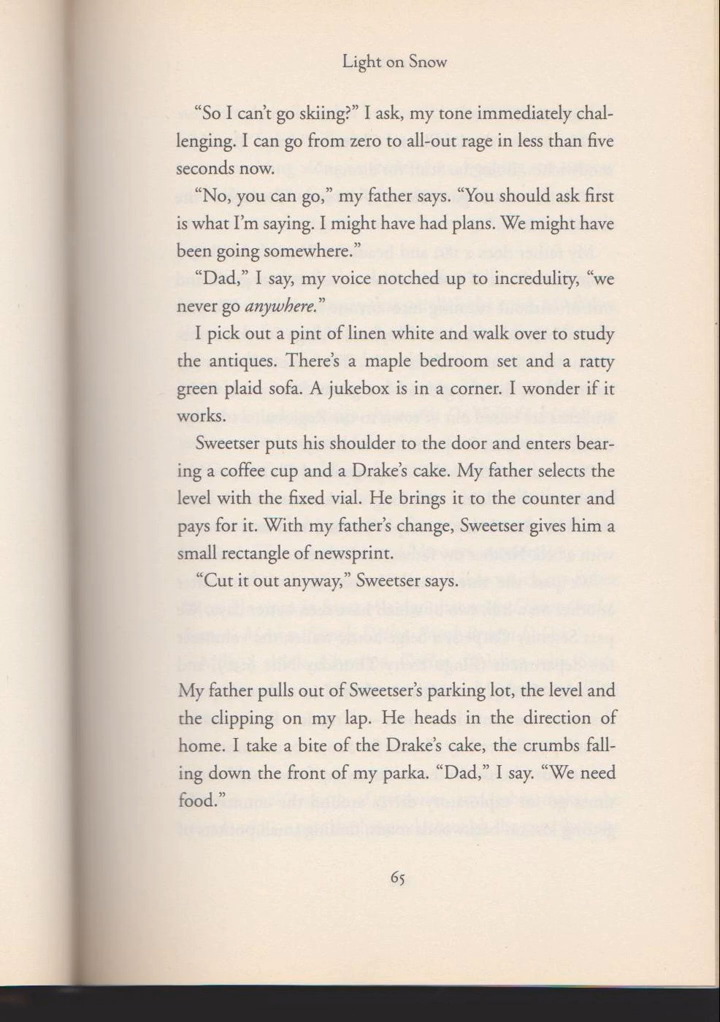 Light on Snow
“So I can’t go skiing?” I ask, my tone immediately chal-
lenging. I can go from zero to all-out rage in less than five
seconds now.
“No, you can go,” my father says. “You should ask first
is what I’m saying. I might have had plans. We might have
been going somewhere.”
“Dad,” I say, my voice notched up to incredulity, “we
never go anywhere.”
I pick out a pint of linen white and walk over to study
the antiques. There’s a maple bedroom set and a ratty
green plaid sofa. A jukebox is in a corner. I wonder if it
works.
Sweetser puts his shoulder to the door and enters bear-
ing a coffee cup and a Drake’s cake. My father selects the
level with the fixed vial. He brings it to the counter and
pays for it. With my father’s change, Sweetser gives him a
small rectangle of newsprint.
“Cut it out anyway,” Sweetser says.
My father pulls out of Sweetser’s parking lot, the level and
the clipping on my lap. He heads in the direction of
home. I take a bite of the Drake’s cake, the crumbs fall-
ing down the front of my parka. “Dad,” I say. “We need
food.”
65